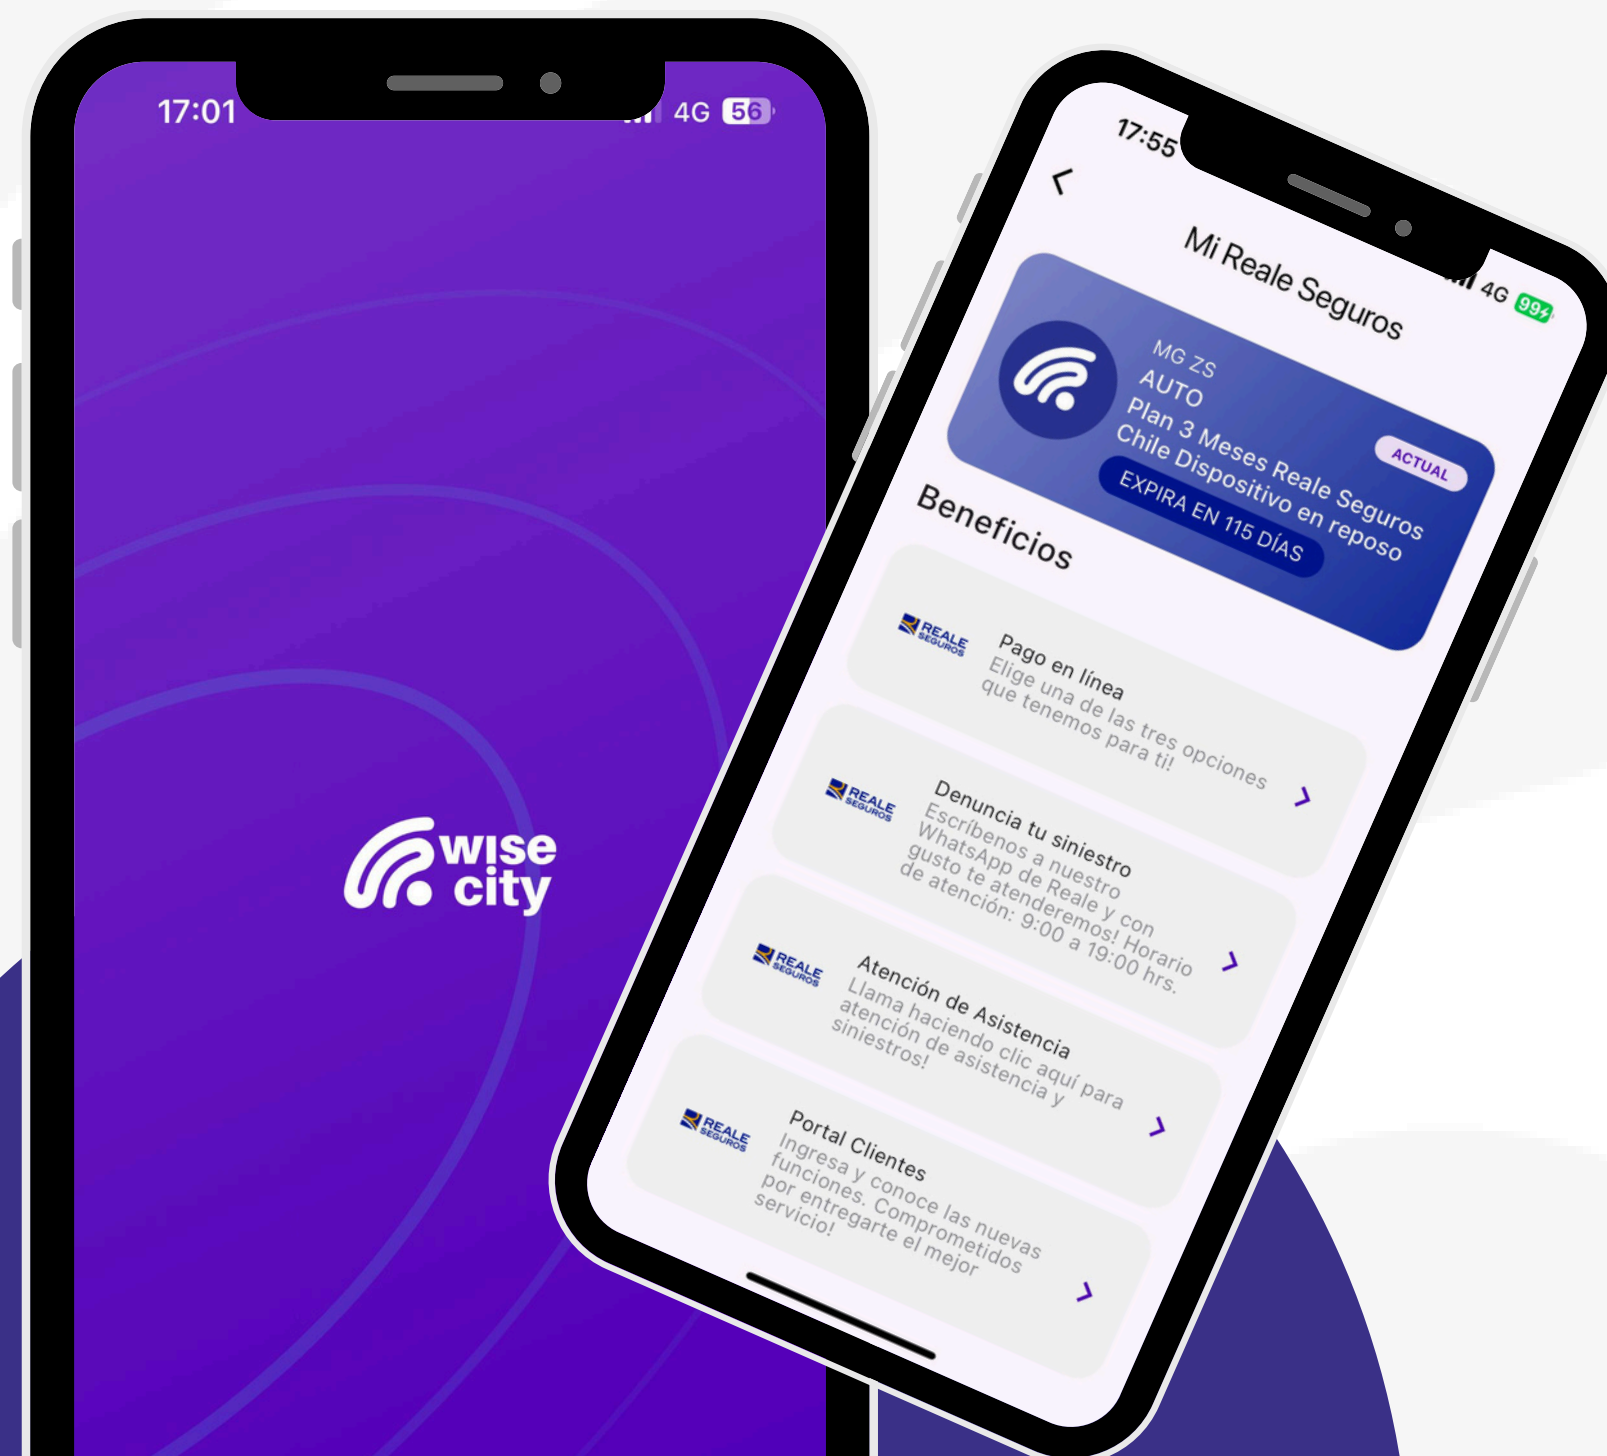 17:01
4G 56
wise
city
17:55
4G 99
Mi Reale Seguros
MG ZS
AUTO
Plan 3 Meses Reale Seguros
Chile Dispositivo en reposo
ACTUAL
EXPIRA EN 115 DÍAS
Beneficios
REALE
SEGUROS
Pago en línea
Elige una de las tres opciones
que tenemos para ti!
REALE
SEGUROS
Denuncia tu siniestro
Escríbenos a nuestro
WhatsApp de Reale y con
gusto te atenderemos! Horario
de atención: 9:00 a 19:00 hrs.
REALE
SEGUROS
Atención de Asistencia
Llama haciendo clic aquí para
atención de asistencia y
siniestros!
REALE
SEGUROS
Portal Clientes
Ingresa y conoce las nuevas
funciones. Comprometidos
por entregarte el mejor
servicio!